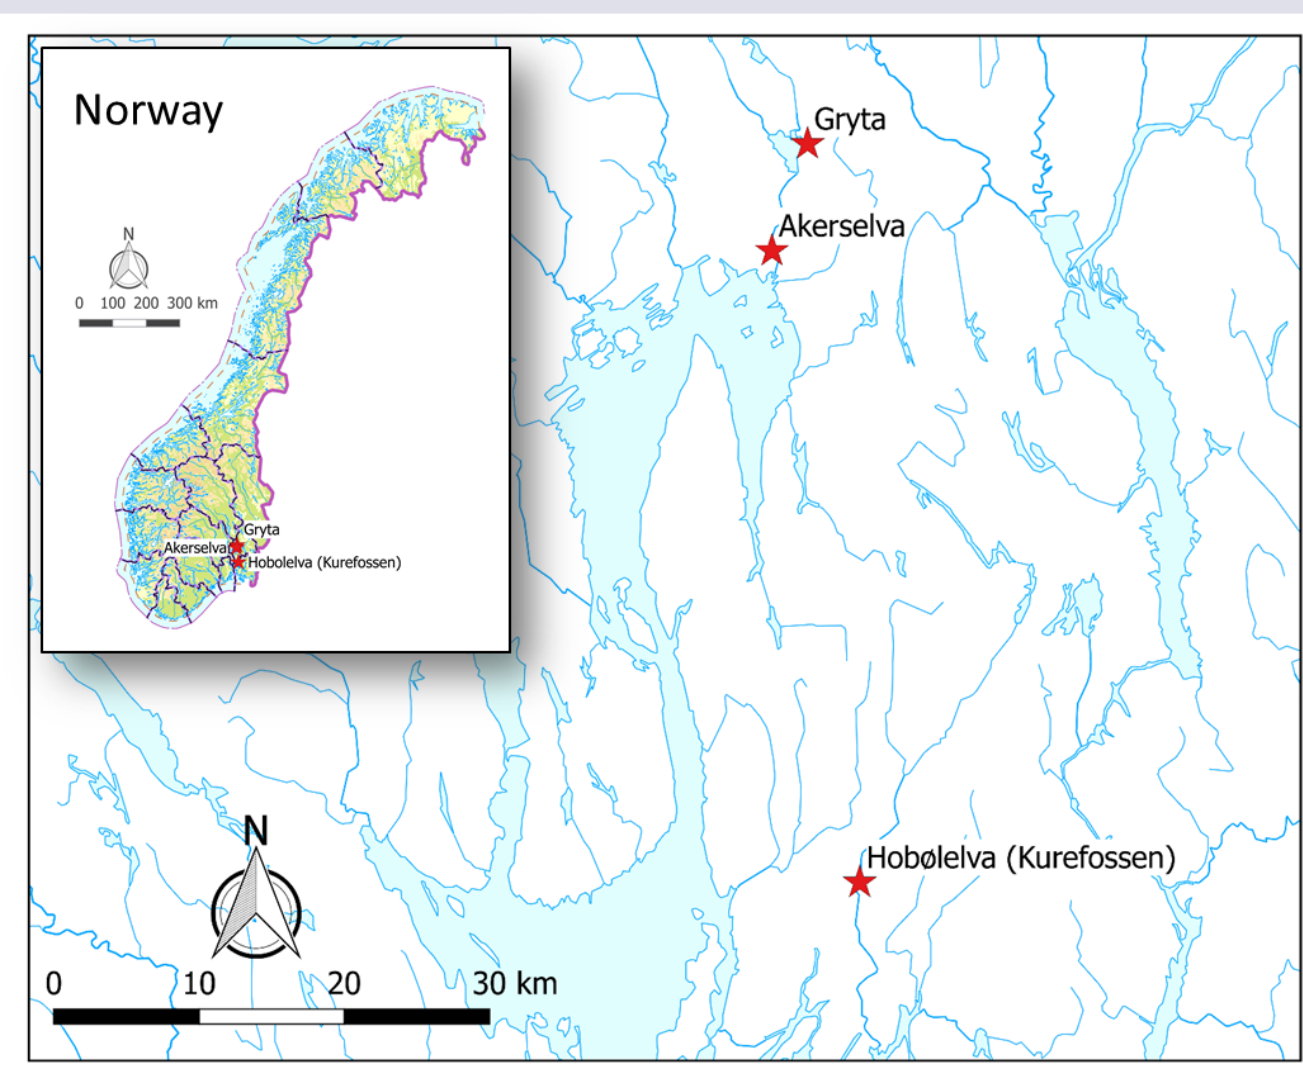 Norway
N
0 100 200 300 km
Gryta
Akerselva
Hobolelva (Kurefossen)
Gryta
Akerselva
Hobølelva (Kurefossen)
N
0 10 20 30 km